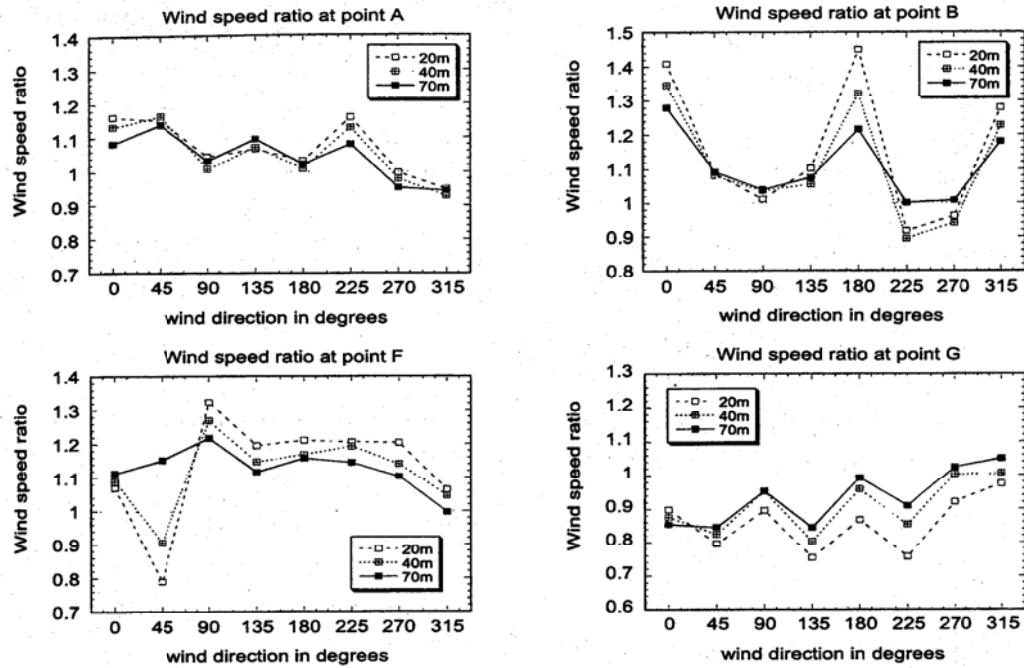 Wind speed ratio at point A
Wind speed ratio
1.4
1.3
1.2
1.1
1
0.9
0.8
0.7
20m
40m
70m
0 45 90 135 180 225 270 315
wind direction in degrees
Wind speed ratio at point B
Wind speed ratio
1.5
1.4
1.3
1.2
1.1
1
0.9
0.8
20m
40m
70m
0 45 90 135 180 225 270 315
wind direction in degrees
Wind speed ratio at point F
Wind speed ratio
1.4
1.3
1.2
1.1
1
0.9
0.8
0.7
20m
40m
70m
0 45 90 135 180 225 270 315
wind direction in degrees
Wind speed ratio at point G
Wind speed ratio
1.3
1.2
1.1
1
0.9
0.8
0.7
0.6
20m
40m
70m
0 45 90 135 180 225 270 315
wind direction in degrees